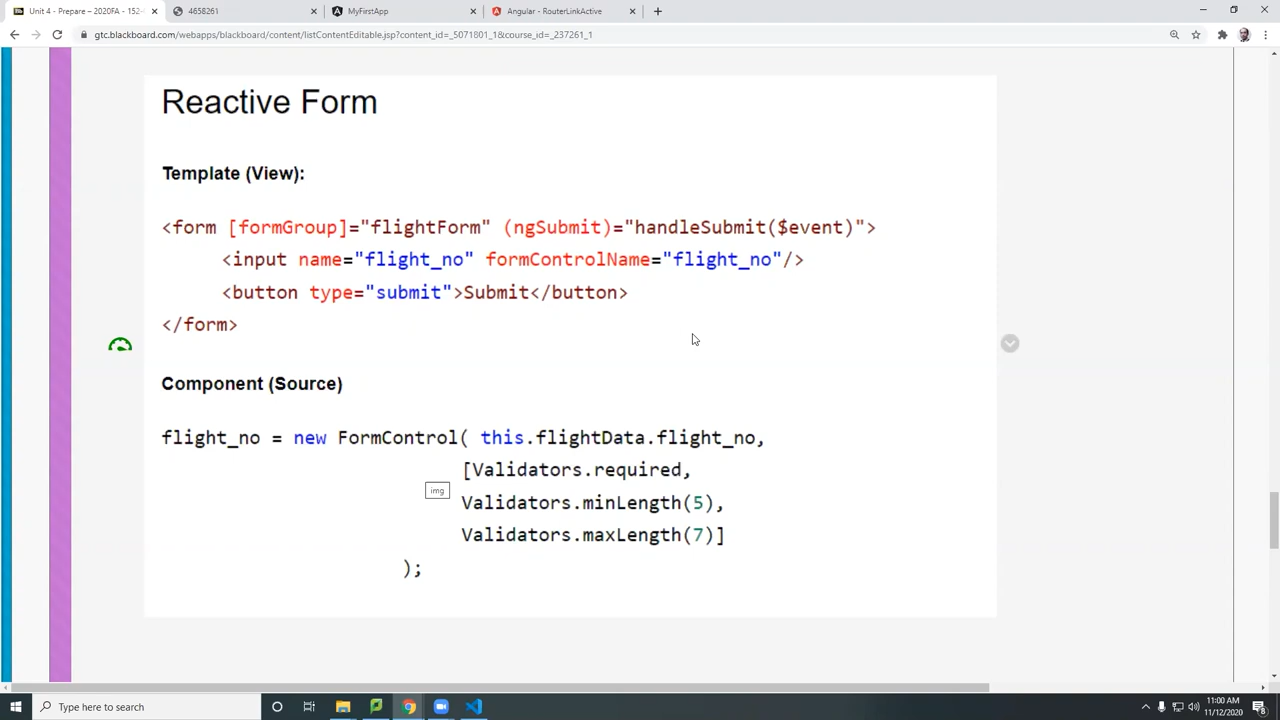 Unit 4 - Prepare – 2020FA - 152-
4658261
MyFirstApp
Angular - RouterLinkActive
gtc.blackboard.com/webapps/blackboard/content/listContentEditable.jsp?content_id=_5071801_1&course_id=_237261_1
Reactive Form
Template (View):
<form [formGroup]="flightForm" (ngSubmit)="handleSubmit($event)">
<input name="flight_no" formControlName="flight_no"/>
<button type="submit">Submit</button>
</form>
Component (Source)
flight_no = new FormControl( this.flightData.flight_no,
[Validators.required,
img
Validators.minLength(5),
Validators.maxLength(7)]
);
Type here to search
11:00 AM
11/12/2020
8